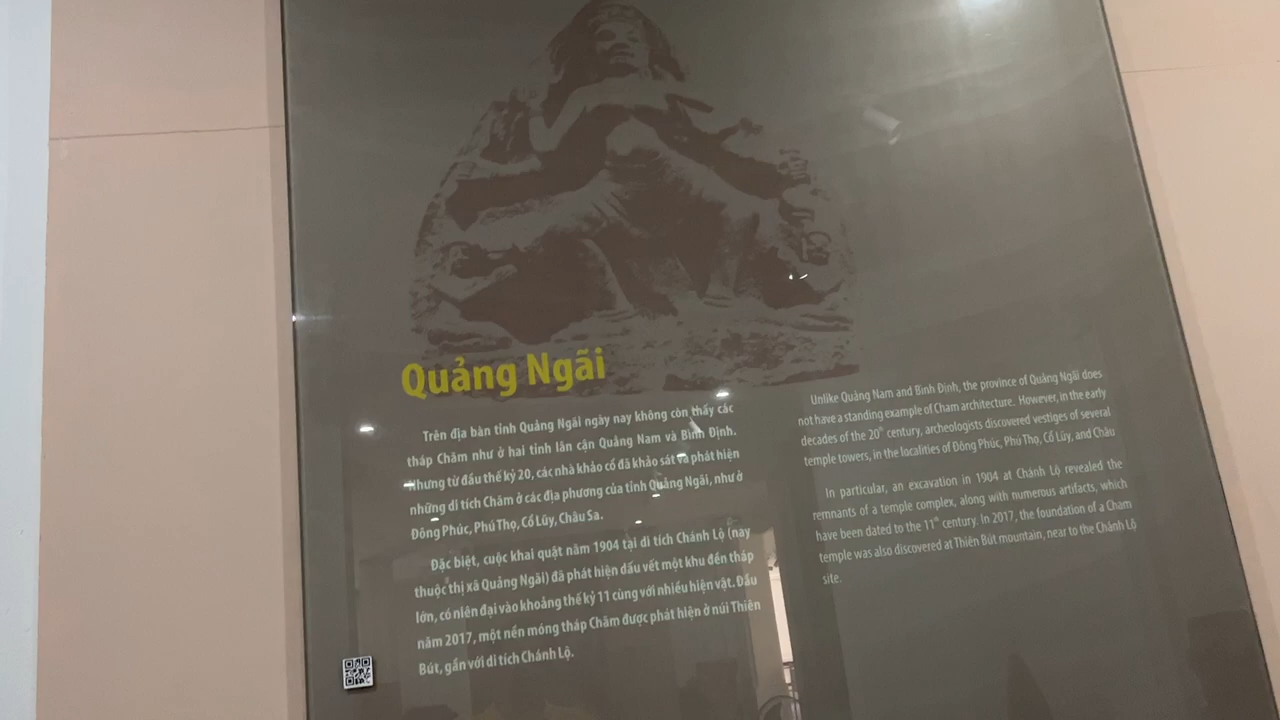 Quảng Ngãi
Trên địa bàn tỉnh Quảng Ngãi ngày nay không còn thấy các
tháp Chăm như ở hai tỉnh lân cận Quảng Nam và Bình Định.
Nhưng từ đầu thế kỷ 20, các nhà khảo cổ đã khảo sát và phát hiện
những di tích Chăm ở các địa phương của tỉnh Quảng Ngãi, như ở
Đông Phúc, Phú Thọ, Cổ Lũy, Châu Sa.
Đặc biệt, cuộc khai quật năm 1904 tại di tích Chánh Lộ (nay
thuộc thị xã Quảng Ngãi) đã phát hiện dấu vết một khu đền tháp
lớn, có niên đại vào khoảng thế kỷ 11 cùng với nhiều hiện vật. Đầu
năm 2017, một nền móng tháp Chăm được phát hiện ở núi Thiên
Bút, gần với di tích Chánh Lộ.
Unlike Quảng Nam and Bình Định, the province of Quảng Ngãi does
not have a standing example of Cham architecture. However, in the early
decades of the 20th century, archeologists discovered vestiges of several
temple towers, in the localities of Đông Phúc, Phú Thọ, Cổ Lũy, and Châu
In particular, an excavation in 1904 at Chánh Lộ revealed the
remnants of a temple complex, along with numerous artifacts, which
have been dated to the 11th century. In 2017, the foundation of a Cham
temple was also discovered at Thiên Bút mountain, near to the Chánh Lộ
site.